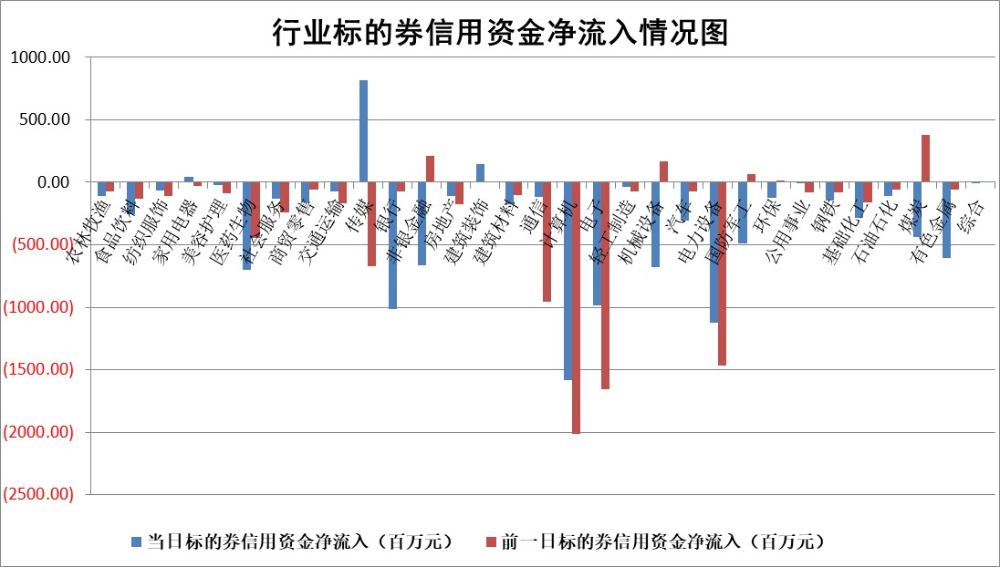 行业标的券信用资金净流入情况图
1000.00
500.00
0.00
(500.00)
(1000.00)
(1500.00)
(2000.00)
(2500.00)
农林牧渔
食品饮料
纺织服饰
家用电器
美容护理
医药生物
社会服务
商贸零售
交通运输
传媒
银行
非银金融
房地产
建筑装饰
建筑材料
通信
计算机
电子
轻工制造
机械设备
汽车
电力设备
国防军工
环保
公用事业
钢铁
基础化工
石油石化
煤炭
有色金属
综合
当日标的券信用资金净流入（百万元）
前一日标的券信用资金净流入（百万元）